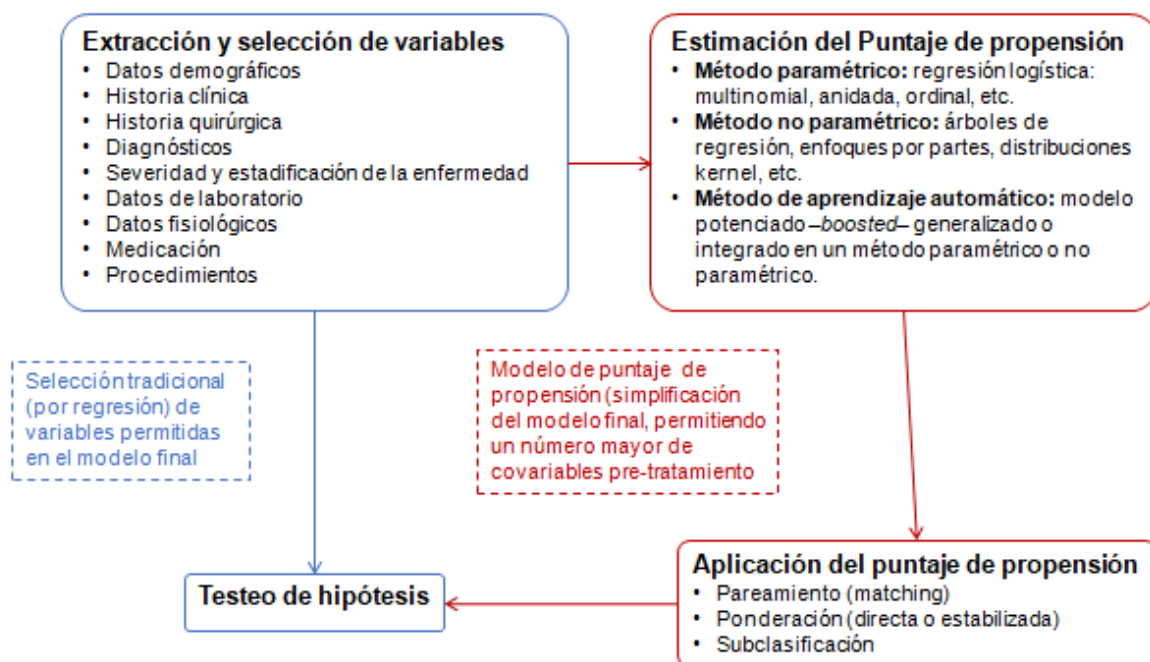 Extracción y selección de variables
• Datos demográficos
• Historia clínica
• Historia quirúrgica
• Diagnósticos
• Severidad y estadificación de la enfermedad
• Datos de laboratorio
• Datos fisiológicos
• Medicación
• Procedimientos
Estimación del Puntaje de propensión
• Método paramétrico: regresión logística:
multinomial, anidada, ordinal, etc.
• Método no paramétrico: árboles de
regresión, enfoques por partes, distribuciones
kernel, etc.
• Método de aprendizaje automático: modelo
potenciado –boosted– generalizado o
integrado en un método paramétrico o no
paramétrico.
Selección tradicional
(por regresión) de
variables permitidas
en el modelo final
Modelo de puntaje de
propensión (simplificación
del modelo final, permitiendo
un número mayor de
covariables pre-tratamiento
Testeo de hipótesis
Aplicación del puntaje de propensión
• Pareamiento (matching)
• Ponderación (directa o estabilizada)
• Subclasificación